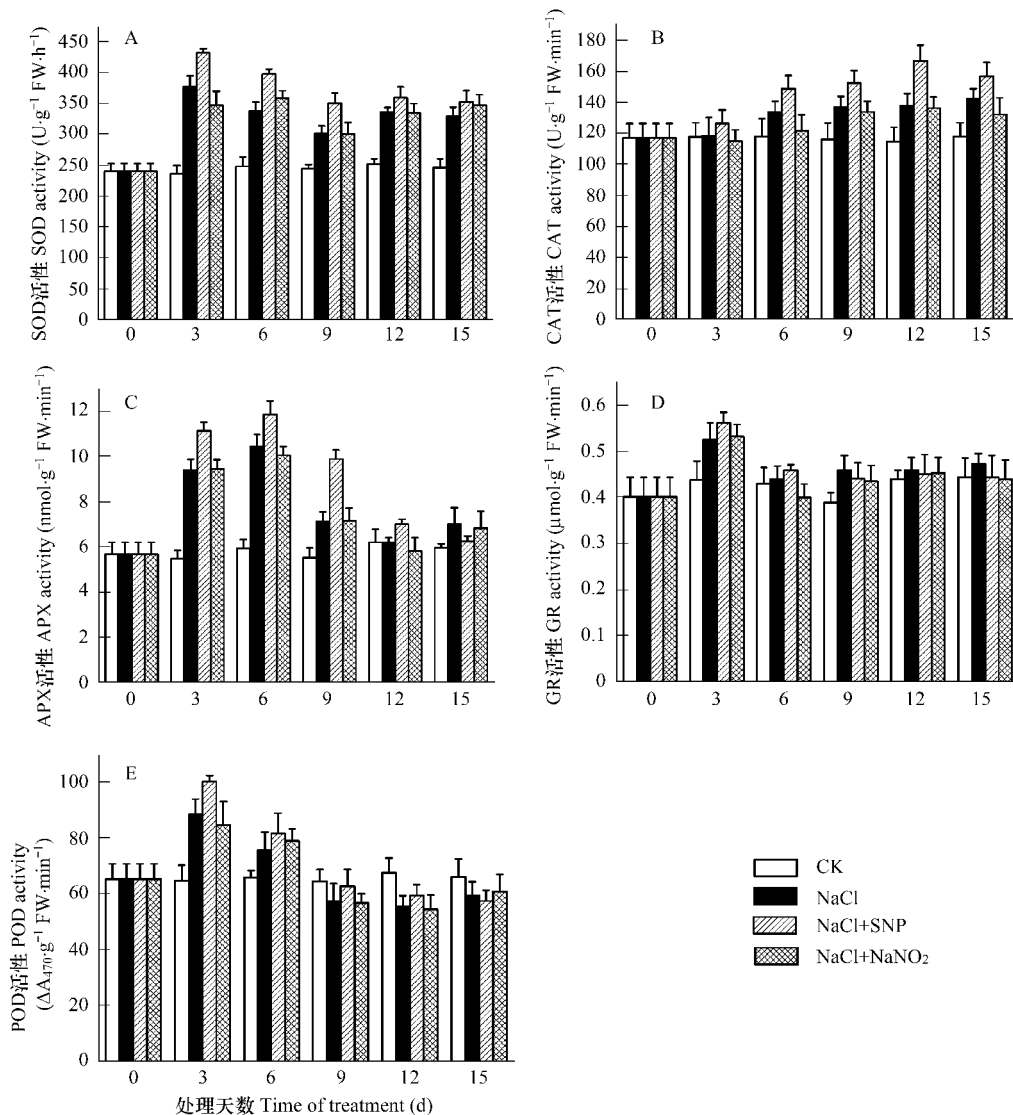 A
SOD活性 SOD activity (U·g⁻¹ FW·h⁻¹)
450
400
350
300
250
200
150
100
50
0
0 3 6 9 12 15
B
CAT活性 CAT activity (U·g⁻¹ FW·min⁻¹)
180
160
140
120
100
80
60
40
20
0
0 3 6 9 12 15
C
APX活性 APX activity (nmol·g⁻¹ FW·min⁻¹)
12
10
8
6
4
2
0
0 3 6 9 12 15
D
GR活性 GR activity (μmol·g⁻¹ FW·min⁻¹)
0.6
0.5
0.4
0.3
0.2
0.1
0
0 3 6 9 12 15
E
POD活性 POD activity
(ΔA₄₇₀·g⁻¹ FW·min⁻¹)
100
80
60
40
20
0
0 3 6 9 12 15
处理天数 Time of treatment (d)
CK
NaCl
NaCl+SNP
NaCl+NaNO₂